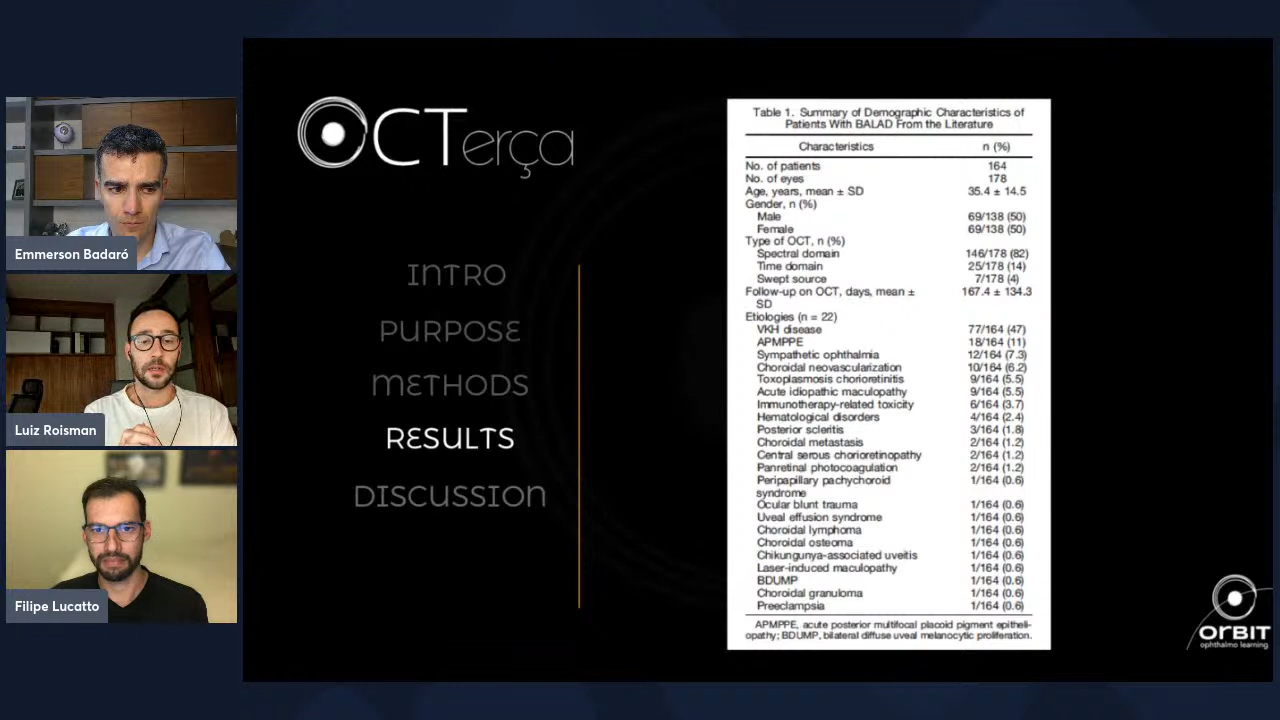 Emmerson Badaró
Luiz Roisman
Filipe Lucatto
OCTerça
INTRO
PURPOSE
METHODS
RESULTS
DISCUSSION
Table 1. Summary of Demographic Characteristics of
Patients With BALAD From the Literature
Characteristics n (%)
No. of patients 164
No. of eyes 178
Age, years, mean ± SD 35.4 ± 14.5
Gender, n (%)
Male 69/138 (50)
Female 69/138 (50)
Type of OCT, n (%)
Spectral domain 146/178 (82)
Time domain 25/178 (14)
Swept source 7/178 (4)
Follow-up on OCT, days, mean ± 167.4 ± 134.3
SD
Etiologies (n = 22)
VKH disease 77/164 (47)
APMPPE 18/164 (11)
Sympathetic ophthalmia 12/164 (7.3)
Choroidal neovascularization 10/164 (6.2)
Toxoplasmosis chorioretinitis 9/164 (5.5)
Acute idiopathic maculopathy 9/164 (5.5)
Immunotherapy-related toxicity 6/164 (3.7)
Hematological disorders 4/164 (2.4)
Posterior scleritis 3/164 (1.8)
Choroidal metastasis 2/164 (1.2)
Central serous chorioretinopathy 2/164 (1.2)
Panretinal photocoagulation 2/164 (1.2)
Peripapillary pachychoroid 1/164 (0.6)
syndrome
Ocular blunt trauma 1/164 (0.6)
Uveal effusion syndrome 1/164 (0.6)
Choroidal lymphoma 1/164 (0.6)
Choroidal osteoma 1/164 (0.6)
Chikungunya-associated uveitis 1/164 (0.6)
Laser-induced maculopathy 1/164 (0.6)
BDUMP 1/164 (0.6)
Choroidal granuloma 1/164 (0.6)
Preeclampsia 1/164 (0.6)
APMPPE, acute posterior multifocal placoid pigment epitheli-
opathy; BDUMP, bilateral diffuse uveal melanocytic proliferation.
ORBIT
ophthalmo learning